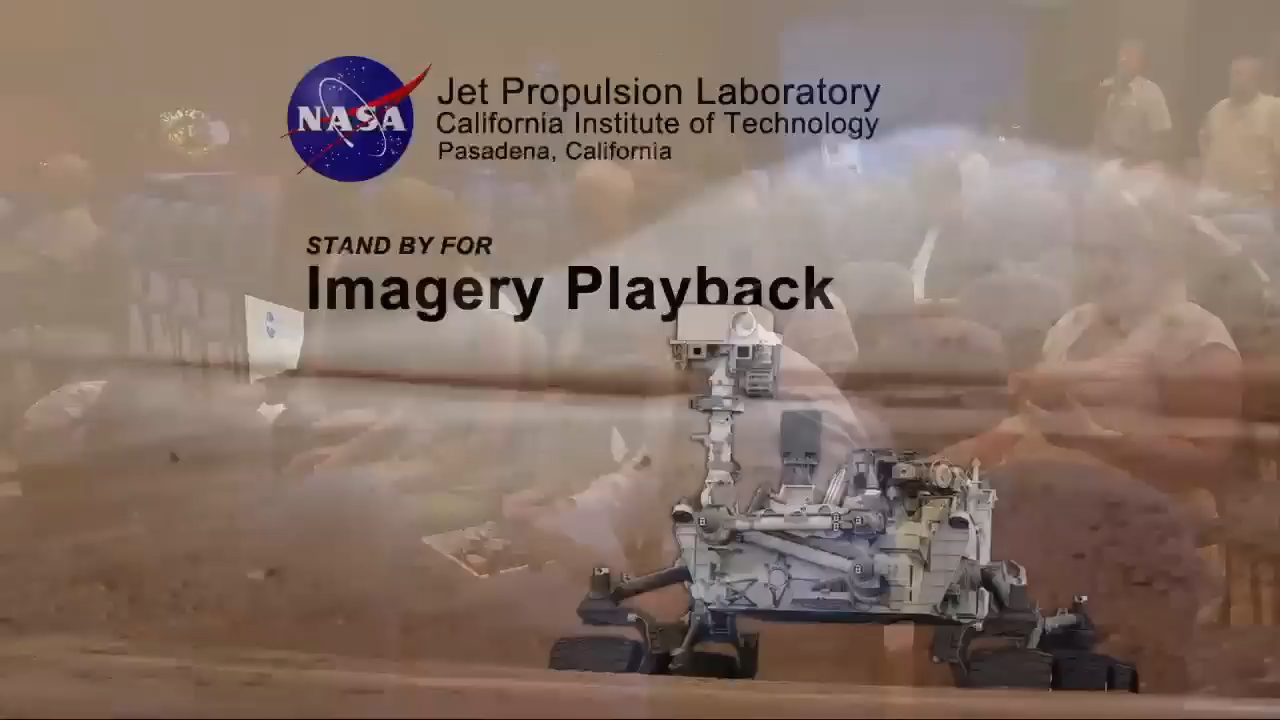 NASA
Jet Propulsion Laboratory
California Institute of Technology
Pasadena, California
STAND BY FOR
Imagery Playback